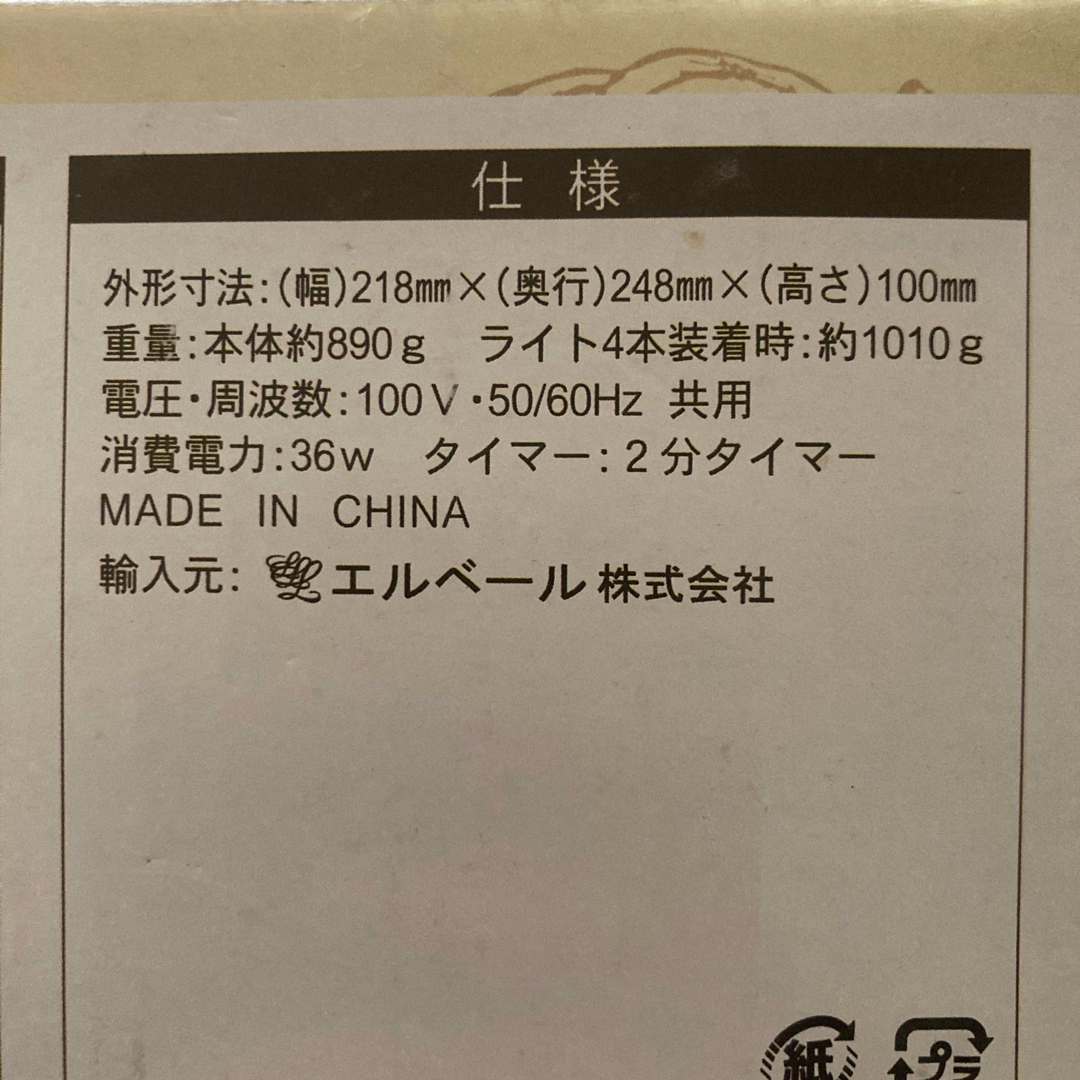 仕様
外形寸法:(幅)218㎜×(奥行)248㎜×(高さ)100㎜
重量:本体約890g ライト4本装着時:約1010g
電圧・周波数:100V・50/60Hz 共用
消費電力:36w タイマー:2分タイマー
MADE IN CHINA
輸入元: エルベール株式会社
紙 プラ